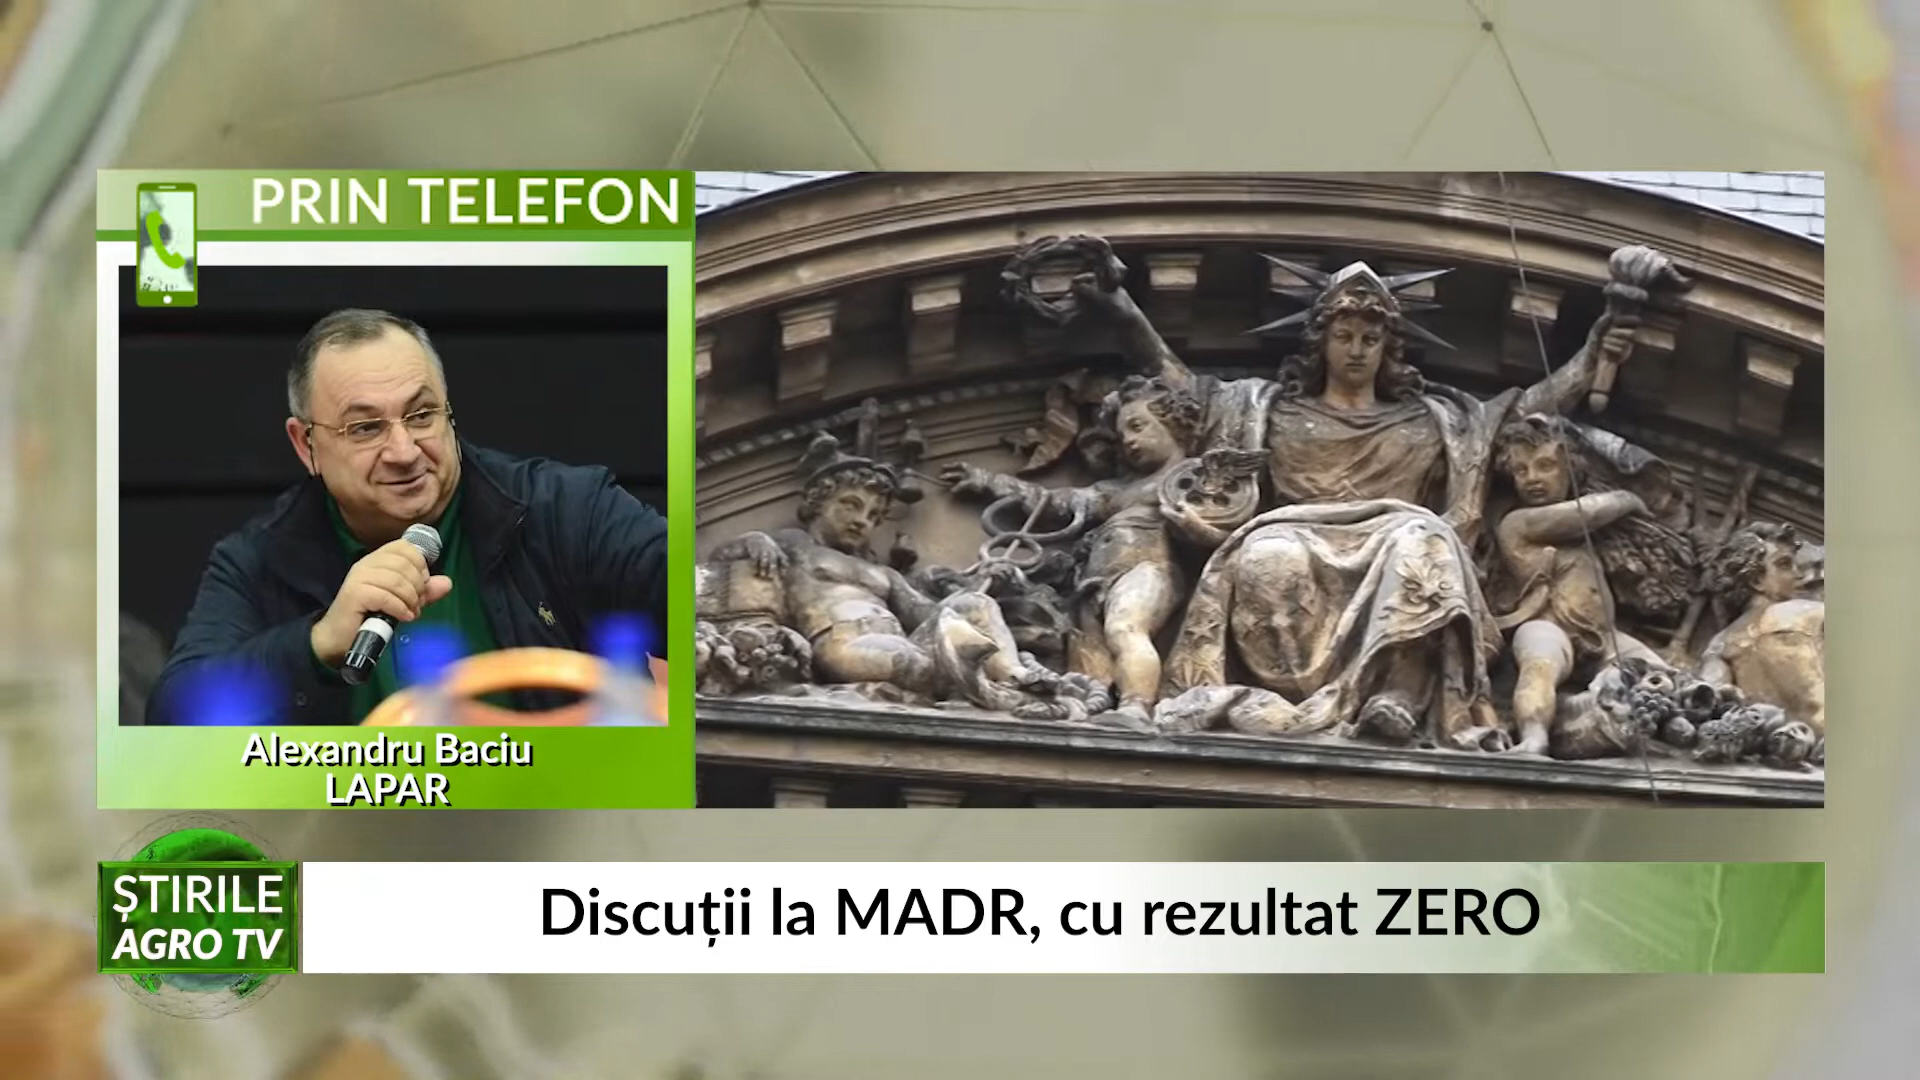 PRIN TELEFON
Alexandru Baciu
LAPAR
ȘTIRILE
AGRO TV
Discuții la MADR, cu rezultat ZERO